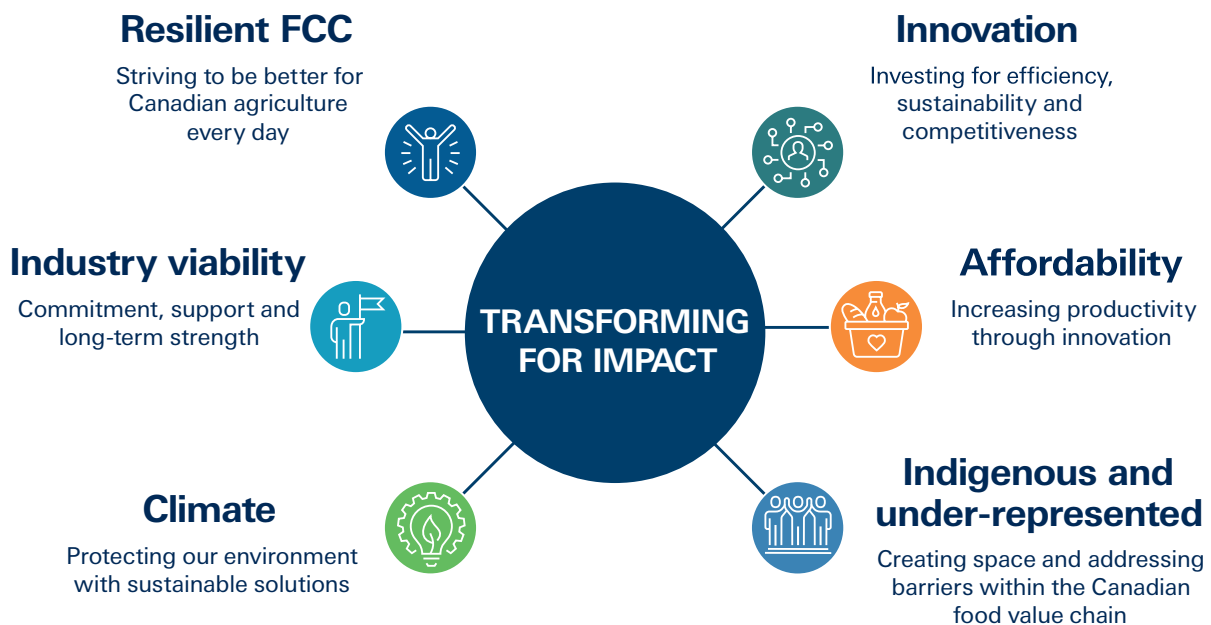 Resilient FCC
Striving to be better for
Canadian agriculture
every day
Innovation
Investing for efficiency,
sustainability and
competitiveness
Industry viability
Commitment, support and
long-term strength
TRANSFORMING
FOR IMPACT
Affordability
Increasing productivity
through innovation
Climate
Protecting our environment
with sustainable solutions
Indigenous and
under-represented
Creating space and addressing
barriers within the Canadian
food value chain